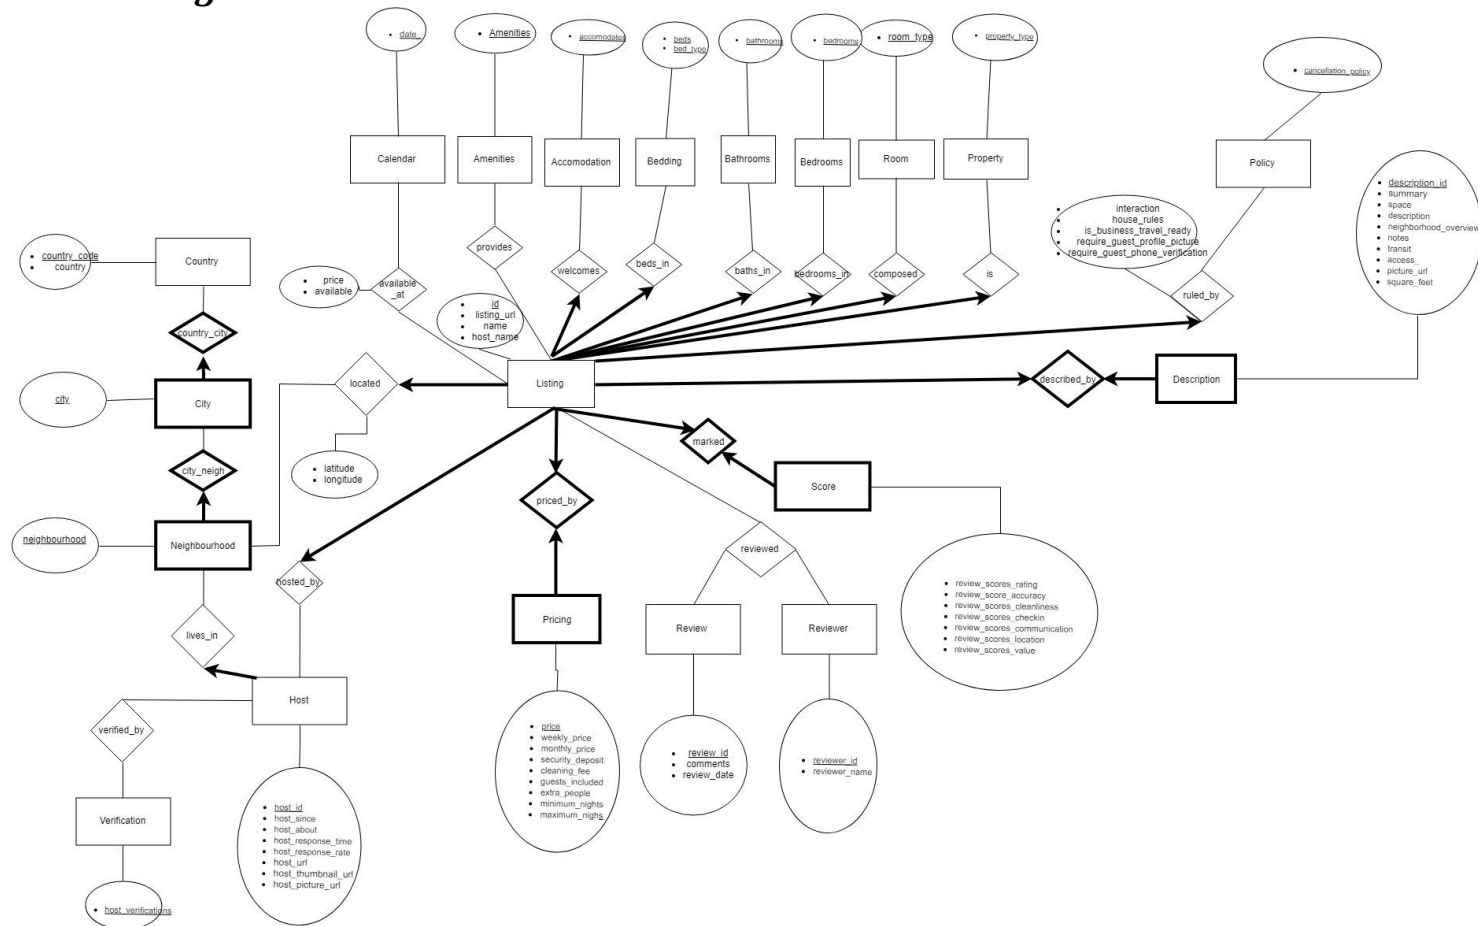 date_
Amenities
accomodates
beds
bed_type
bathrooms
bedrooms
room_type
property_type
cancellation_policy
Calendar
Amenities
Accomodation
Bedding
Bathrooms
Bedrooms
Room
Property
Policy
description_id
summary
space
description
neighborhood_overview
notes
transit
access_
picture_url
square_feet
interaction
house_rules
is_business_travel_ready
require_guest_profile_picture
require_guest_phone_verification
country_code
country
Country
provides
welcomes
beds_in
baths_in
bedrooms_in
composed
is
ruled_by
price
available
available
_at
id
listing_url
name
host_name
country_city
located
Listing
described_by
Description
city
City
marked
city_neigh
latitude
longitude
priced_by
Score
neighbourhood
Neighbourhood
reviewed
hosted_by
review_scores_rating
review_score_accuracy
review_scores_cleanliness
review_scores_checkin
review_scores_communication
review_scores_location
review_scores_value
lives_in
Pricing
Review
Reviewer
Host
verified_by
price
weekly_price
monthly_price
security_deposit
cleaning_fee
guests_included
extra_people
minimum_nights
maximum_nighs
review_id
comments
review_date
reviewer_id
reviewer_name
Verification
host_id
host_since
host_about
host_response_time
host_response_rate
host_url
host_thumbnail_url
host_picture_url
host_verifications